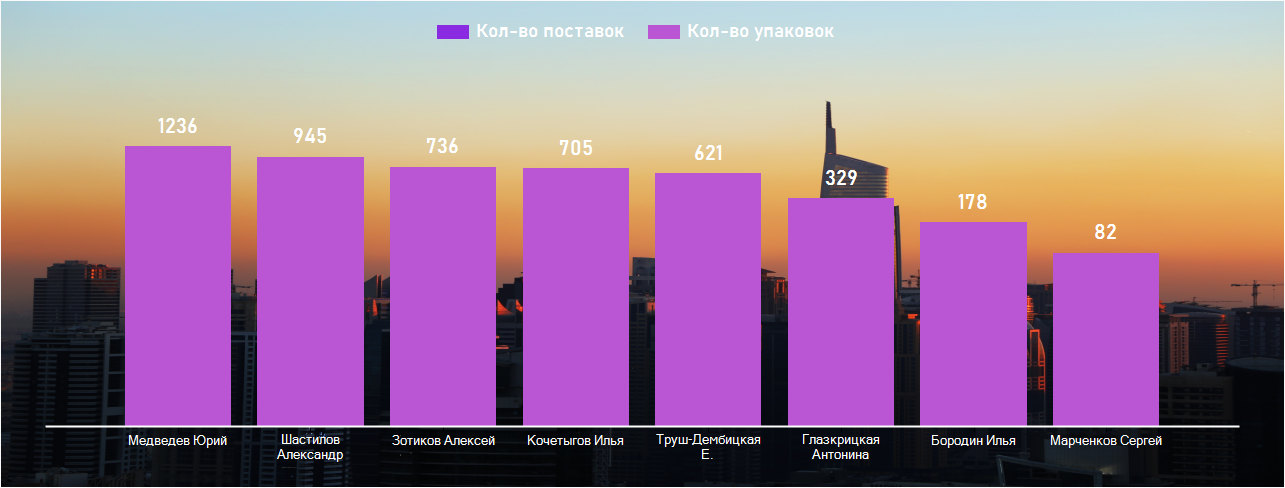 Кол-во поставок Кол-во упаковок
1236 945 736 705 621 329 178 82
Медведев Юрий Шастилов Александр Зотиков Алексей Кочетыгов Илья Труш-Дембицкая Е. Глазкрицкая Антонина Бородин Илья Марченков Сергей